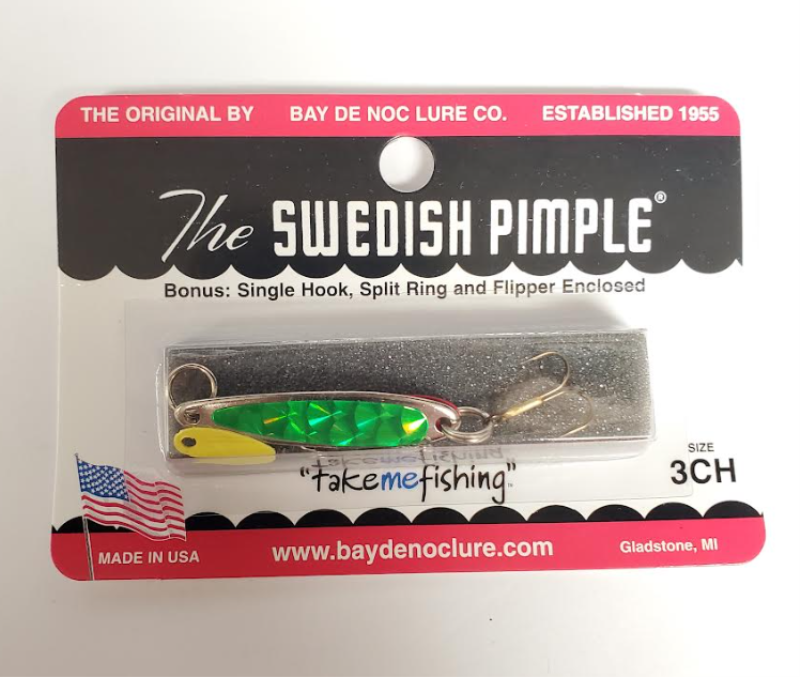 THE ORIGINAL BY BAY DE NOC LURE CO. ESTABLISHED 1955
The SWEDISH PIMPLE®
Bonus: Single Hook, Split Ring and Flipper Enclosed
"takemefishing"™
SIZE
3CH
MADE IN USA www.baydenoclure.com Gladstone, MI